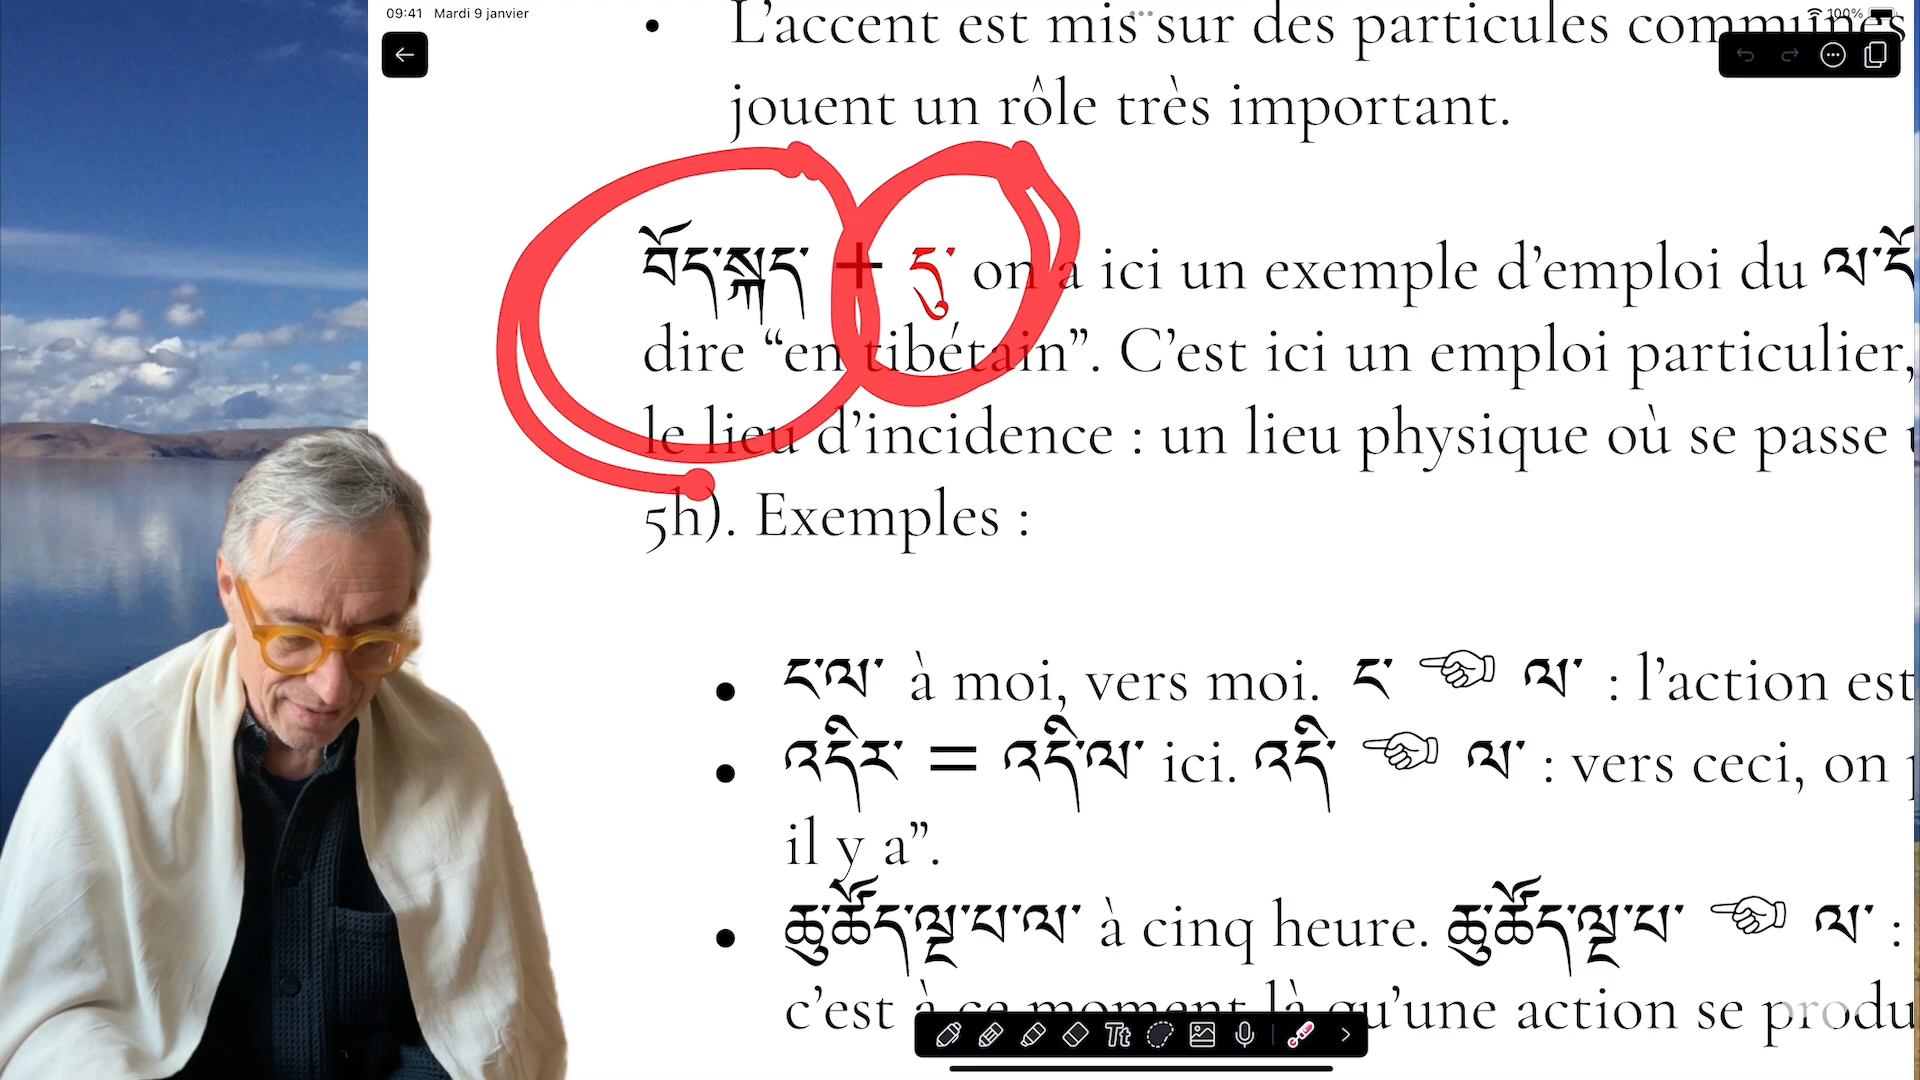 09:41 Mardi 9 janvier
100%
• L'accent est mis sur des particules communes
jouent un rôle très important.
བོད་སྐད་ + དུ་ on a ici un exemple d'emploi du ལ་དོ
dire “en tibétain”. C'est ici un emploi particulier,
le lieu d'incidence : un lieu physique où se passe
5h). Exemples :
• ང་ལ་ à moi, vers moi. ང་ ☜ ལ་ : l'action est
• འདིར་ = འདི་ལ་ ici. འདི་ ☜ ལ་ : vers ceci, on
il y a”.
• ཆུ་ཚོད་ལྔ་པ་ལ་ à cinq heure. ཆུ་ཚོད་ལྔ་པ་ ☜ ལ་ :
c'est à ce moment là qu'une action se produ
Tt